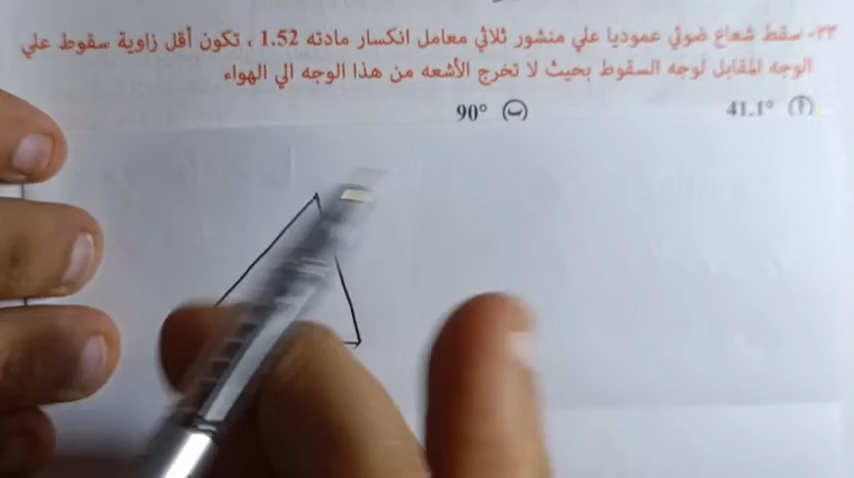 ٣٣- سقط شعاع ضوئي عموديا علي منشور ثلاثي معامل انكسار مادته 1.52 ، تكون أقل زاوية سقوط علي
الوجه المقابل لوجه السقوط بحيث لا تخرج الأشعه من هذا الوجه الي الهواء
أ 41.1° ب 90°